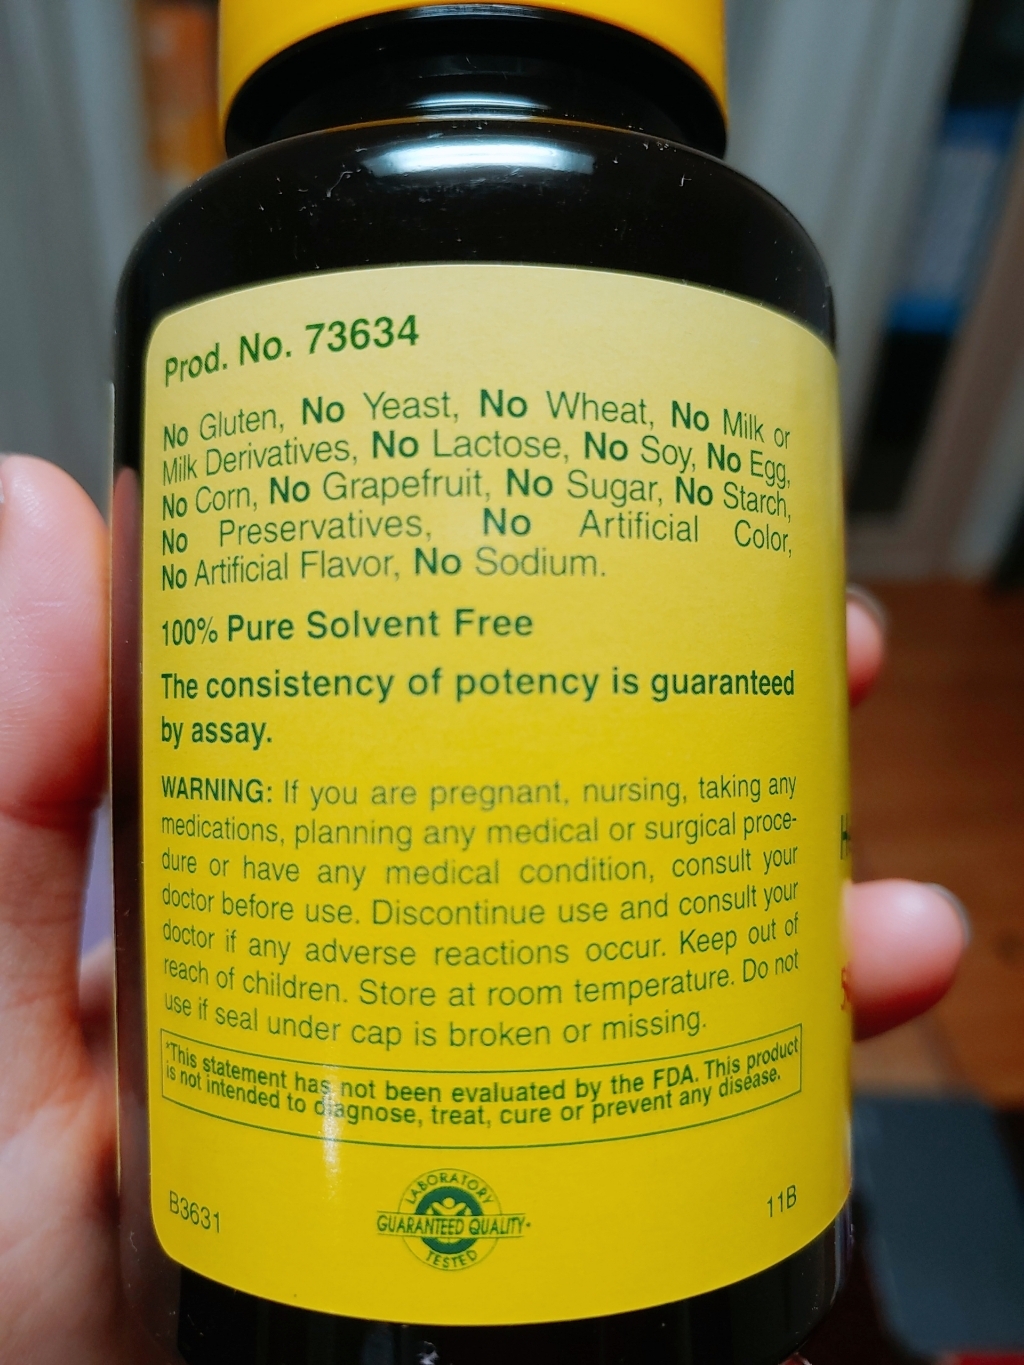 Prod. No. 73634
No Gluten, No Yeast, No Wheat, No Milk or
Milk Derivatives, No Lactose, No Soy, No Egg,
No Corn, No Grapefruit, No Sugar, No Starch,
No Preservatives, No Artificial Color,
No Artificial Flavor, No Sodium.
100% Pure Solvent Free
The consistency of potency is guaranteed
by assay.
WARNING: If you are pregnant, nursing, taking any
medications, planning any medical or surgical proce-
dure or have any medical condition, consult your
doctor before use. Discontinue use and consult your
doctor if any adverse reactions occur. Keep out of
reach of children. Store at room temperature. Do not
use if seal under cap is broken or missing.
*This statement has not been evaluated by the FDA. This product
is not intended to diagnose, treat, cure or prevent any disease.
B3631
LABORATORY
GUARANTEED QUALITY
TESTED
11B